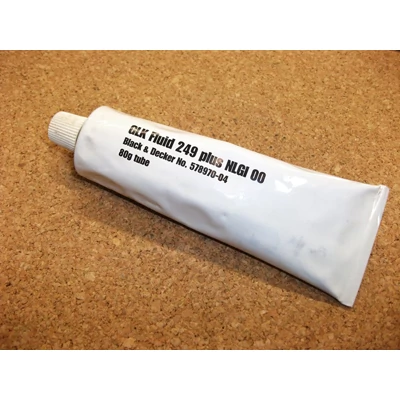 GLK Fluid 249 plus NLGI 00
Black & Decker No. 578970-04
80g tube